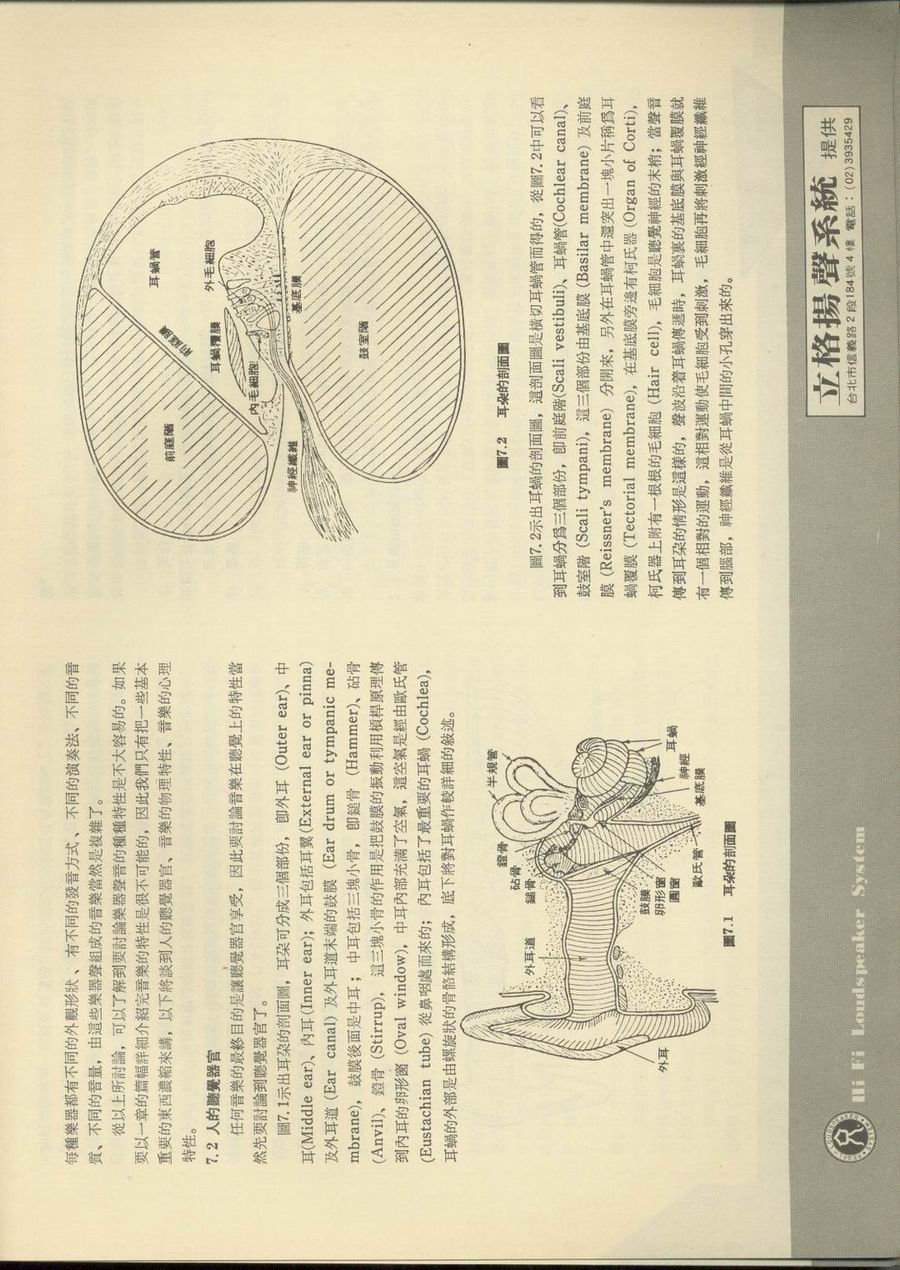 每種樂器都有不同的外觀形狀、有不同的發音方式、不同的演奏法、不同的音
質、不同的音量，由這些樂器聲組成的音樂當然是複雜了。
從以上所討論，可以了解到要討論樂器聲音的種種特性是不大容易的。如果
要以一章的篇幅詳細介紹完音樂的特性是很不可能的，因此我們只有把一些基本
重要的東西濃縮來講，以下將談到人的聽覺器官、音樂的物理特性、音樂的心理
特性。
7.2 人的聽覺器官
任何音樂的最終目的是讓聽覺器官享受，因此要討論音樂在聽覺上的特性當
然先要討論到聽覺器官了。
圖7.1示出耳朶的剖面圖，耳朶可分成三個部份，卽外耳 (Outer ear)、中
耳(Middle ear)、內耳(Inner ear)；外耳包括耳翼(External ear or pinna)
及外耳道 (Ear canal) 及外耳道末端的鼓膜 (Ear drum or tympanic me-
mbrane)，鼓膜後面是中耳；中耳包括三塊小骨，卽鎚骨 (Hammer)、砧骨
(Anvil)、鐙骨 (Stirrup)，這三塊小骨的作用是把鼓膜的振動利用槓桿原理傳
到內耳的卵形窗 (Oval window)，中耳內部充滿了空氣，這空氣是經由歐氏管
(Eustachian tube) 從鼻咽處而來的；內耳包括了最重要的耳蝸 (Cochlea)，
耳蝸的外部是由螺旋狀的骨骼結構形成，底下將對耳蝸作較詳細的敘述。
半規管
鐙骨
砧骨
鎚骨
外耳道
外耳
耳蝸
神經
基底膜
歐氏管
鼓膜
卵形窗
圓窗
圖7.1 耳朶的剖面圖
前庭階
前庭膜
耳蝸管
耳蝸覆膜
外毛細胞
內毛細胞
基底膜
神經纖維
鼓室階
圖7.2 耳朶的剖面圖
圖7.2示出耳蝸的剖面圖，這剖面圖是橫切耳蝸管而得的，從圖7.2中可以看
到耳蝸分爲三個部份，卽前庭階(Scali vestibuli)、耳蝸管(Cochlear canal)、
鼓室階 (Scali tympani)，這三個部份由基底膜 (Basilar membrane) 及前庭
膜 (Reissner's membrane) 分開來，另外在耳蝸管中還突出一塊小片稱爲耳
蝸覆膜 (Tectorial membrane)，在基底膜旁邊有柯氏器 (Organ of Corti)，
柯氏器上附有一根根的毛細胞 (Hair cell)，毛細胞是聽覺神經的末梢；當聲音
傳到耳朶的情形是這樣的，聲波沿着耳蝸傳遞時，耳蝸裏的基底膜與耳蝸覆膜就
有一個相對的運動，這相對運動使毛細胞受到刺激，毛細胞再將刺激經神經纖維
傳到腦部，神經纖維是從耳蝸中間的小孔穿出來的。
Hi Fi Loudspeaker System
立格揚聲系統 提供
台北市信義路2段184號4樓 電話：(02)3935429